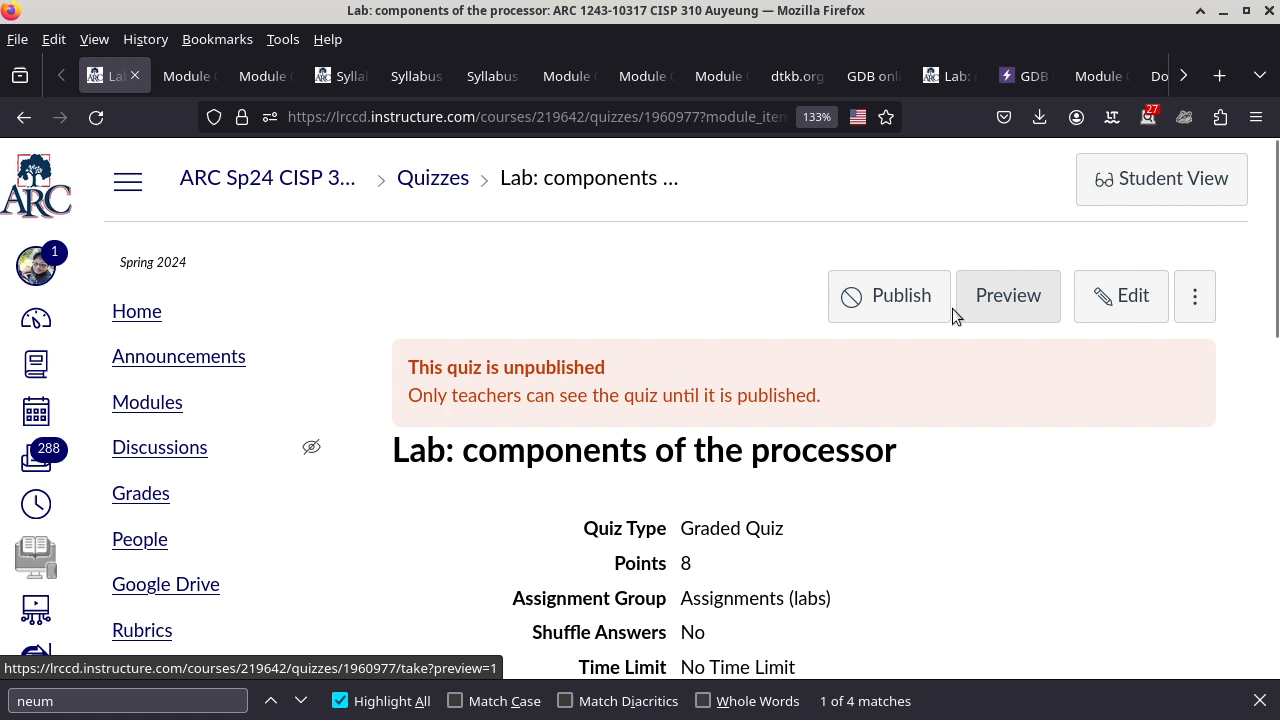 Lab: components of the processor: ARC 1243-10317 CISP 310 Auyeung — Mozilla Firefox
File Edit View History Bookmarks Tools Help
Module Module Syllabus Syllabus Module Module Module dtkb.org GDB Lab: GDB Module
https://lrccd.instructure.com/courses/219642/quizzes/1960977?module_item 133% 27
ARC
ARC Sp24 CISP 3... Quizzes Lab: components ... Student View
1
Spring 2024
Publish Preview Edit
Home
This quiz is unpublished
Only teachers can see the quiz until it is published.
Announcements
Modules
288
Discussions
Lab: components of the processor
Grades
People
Quiz Type Graded Quiz
Points 8
Google Drive
Assignment Group Assignments (labs)
Rubrics
Shuffle Answers No
Time Limit No Time Limit
https://lrccd.instructure.com/courses/219642/quizzes/1960977/take?preview=1
neum Highlight All Match Case Match Diacritics Whole Words 1 of 4 matches